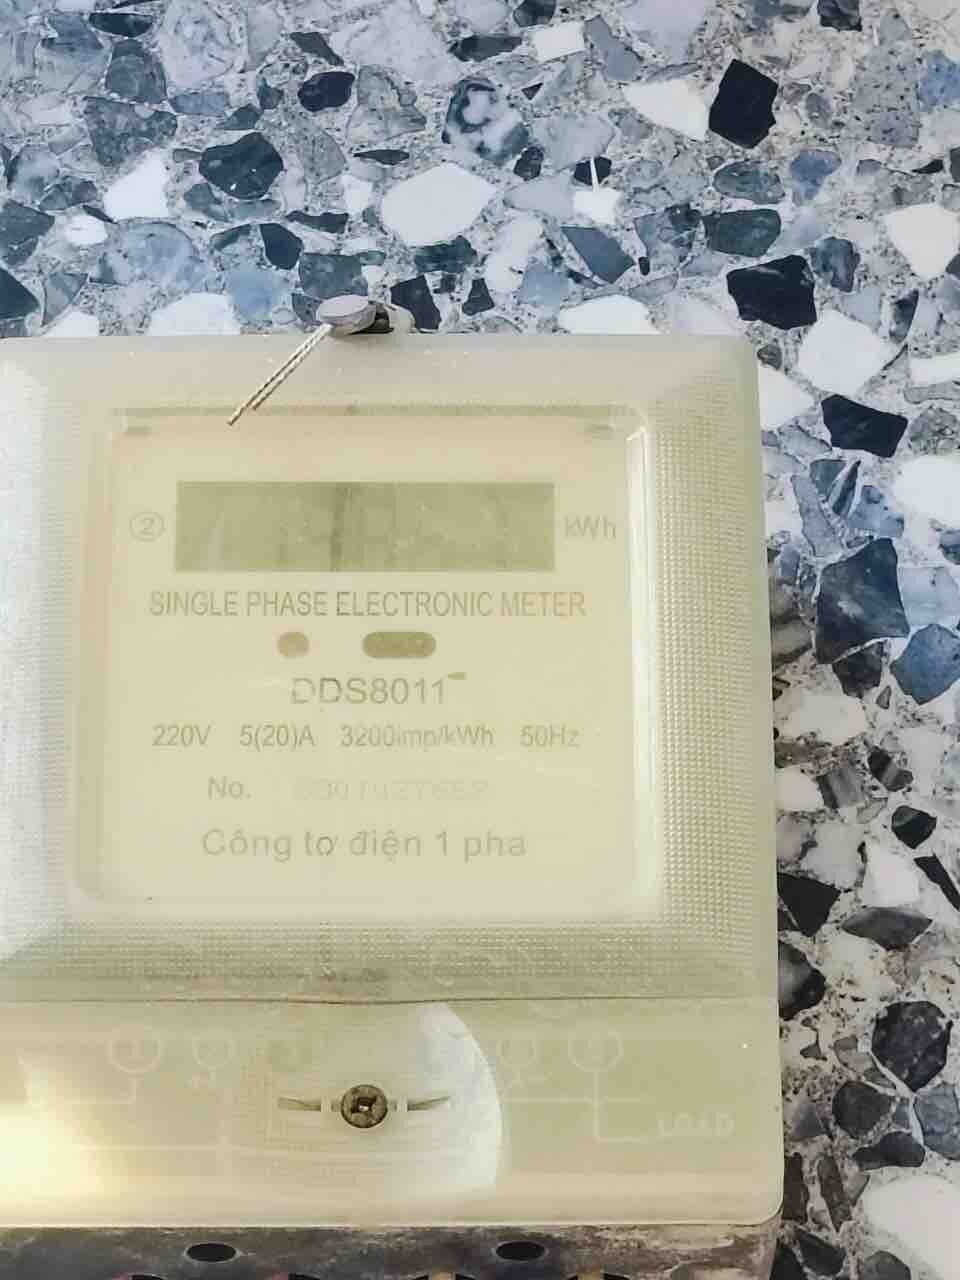 ② kWh
SINGLE PHASE ELECTRONIC METER
DDS8011
220V 5(20)A 3200imp/kWh 50Hz
No.
Công tơ điện 1 pha
LOAD